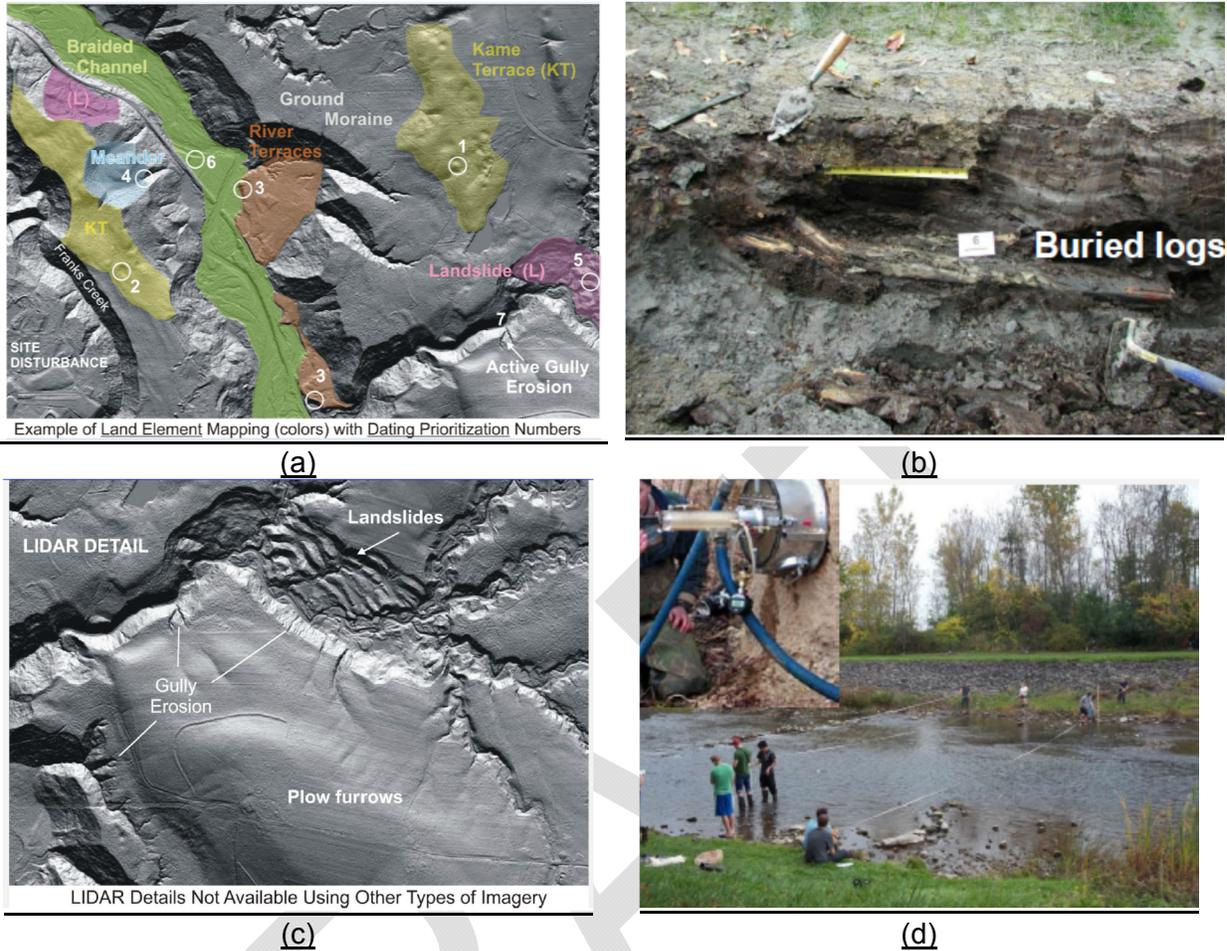 Braided
Channel
Kame
Terrace (KT)
(L)
Ground
Moraine
River
Terraces
1
Meander
4
6
3
KT
Franks Creek
2
Landslide (L)
5
7
SITE
DISTURBANCE
3
Active Gully
Erosion
Example of Land Element Mapping (colors) with Dating Prioritization Numbers
(a)
6
Buried logs
(b)
LIDAR DETAIL
Landslides
Gully
Erosion
Plow furrows
LIDAR Details Not Available Using Other Types of Imagery
(c)
(d)